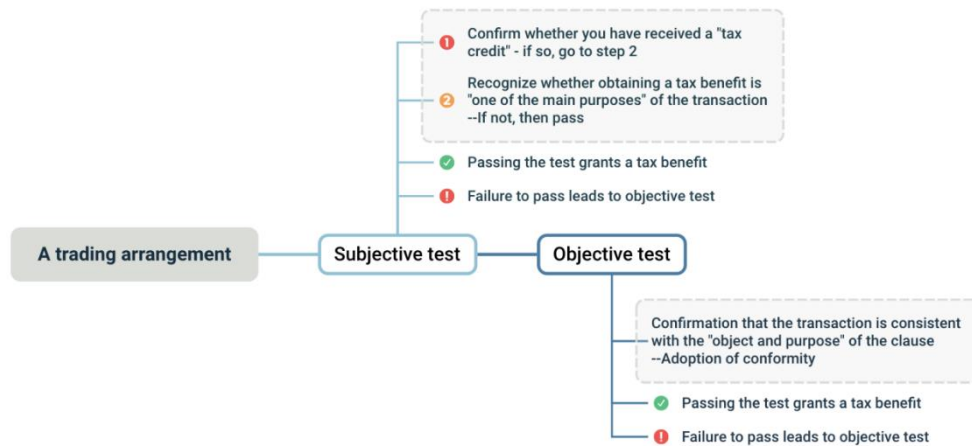 1 Confirm whether you have received a "tax
credit" - if so, go to step 2
2 Recognize whether obtaining a tax benefit is
"one of the main purposes" of the transaction
--If not, then pass
Passing the test grants a tax benefit
Failure to pass leads to objective test
A trading arrangement
Subjective test
Objective test
Confirmation that the transaction is consistent
with the "object and purpose" of the clause
--Adoption of conformity
Passing the test grants a tax benefit
Failure to pass leads to objective test